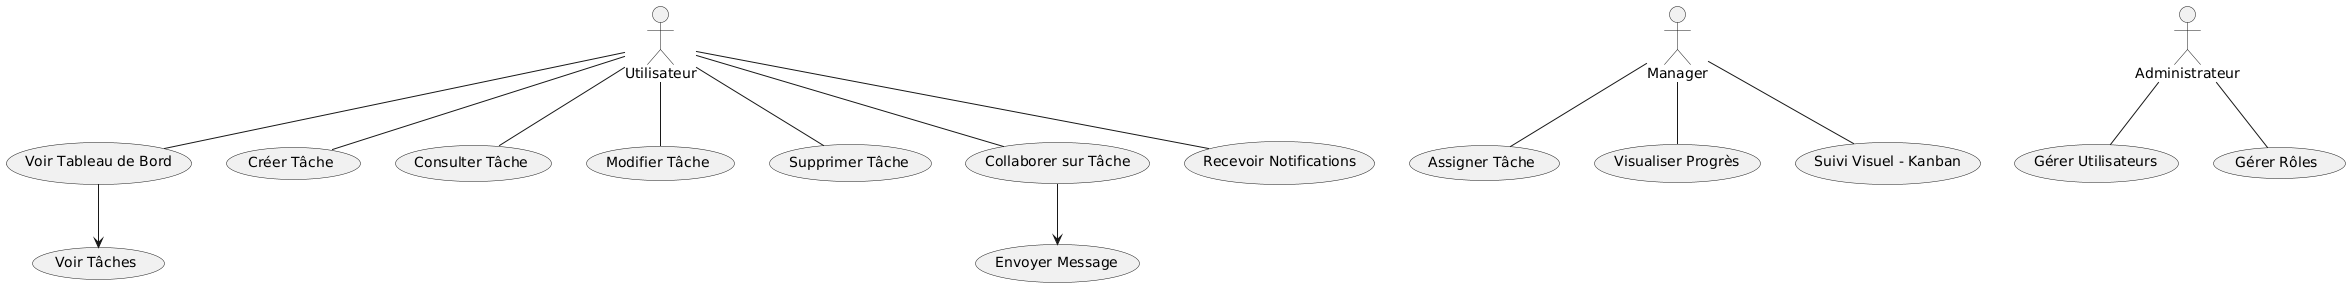 Utilisateur
Manager
Administrateur
Voir Tableau de Bord
Créer Tâche
Consulter Tâche
Modifier Tâche
Supprimer Tâche
Collaborer sur Tâche
Recevoir Notifications
Assigner Tâche
Visualiser Progrès
Suivi Visuel - Kanban
Gérer Utilisateurs
Gérer Rôles
Voir Tâches
Envoyer Message